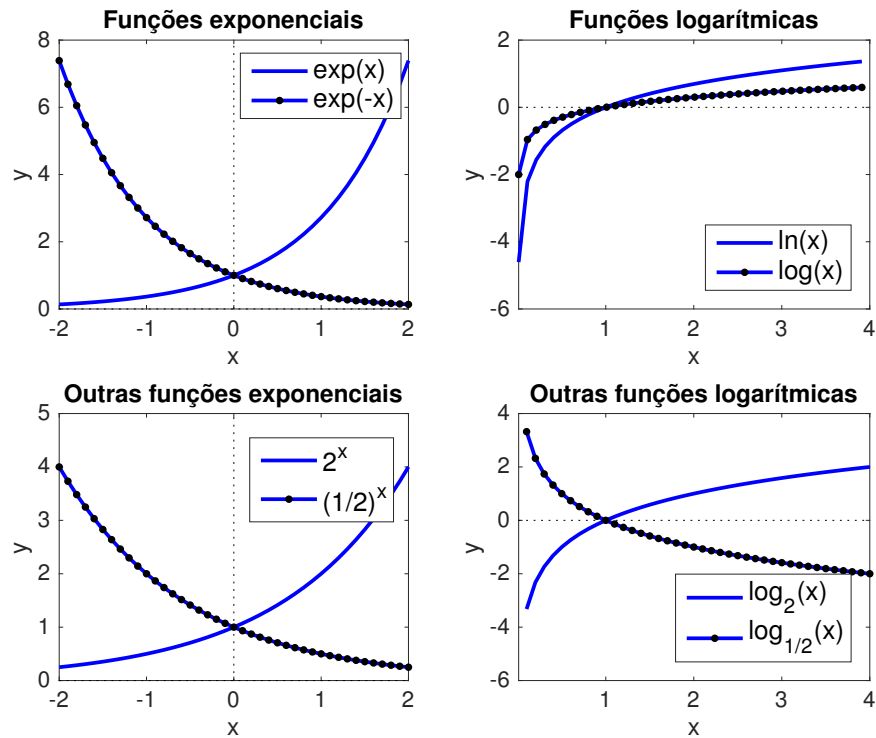 Funções exponenciais
8
6
4
2
0
y
-2
-1
0
1
2
x
exp(x)
exp(-x)
Funções logarítmicas
2
0
-2
-4
-6
y
1
2
3
4
x
ln(x)
log(x)
Outras funções exponenciais
5
4
3
2
1
0
y
-2
-1
0
1
2
x
2^x
(1/2)^x
Outras funções logarítmicas
4
2
0
-2
-4
-6
y
1
2
3
4
x
log_2(x)
log_{1/2}(x)